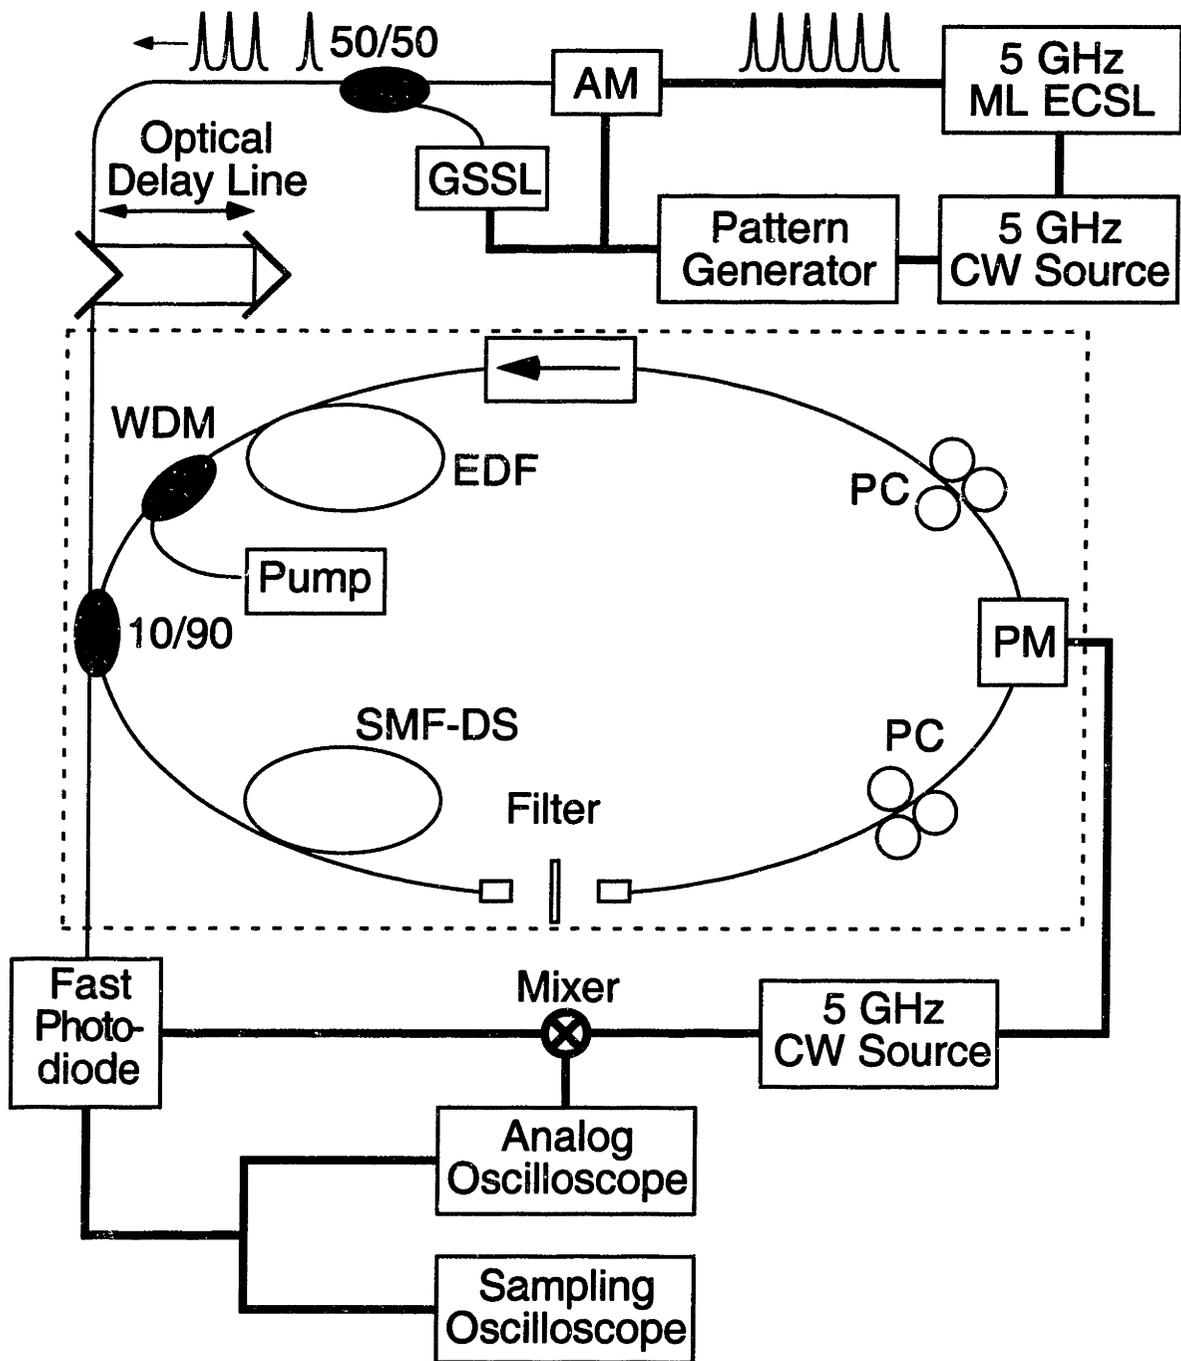 50/50
AM
5 GHz
ML ECSL
Optical
Delay Line
GSSL
Pattern
Generator
5 GHz
CW Source
WDM
EDF
PC
Pump
10/90
PM
SMF-DS
PC
Filter
Fast
Photo-
diode
Mixer
5 GHz
CW Source
Analog
Oscilloscope
Sampling
Oscilloscope